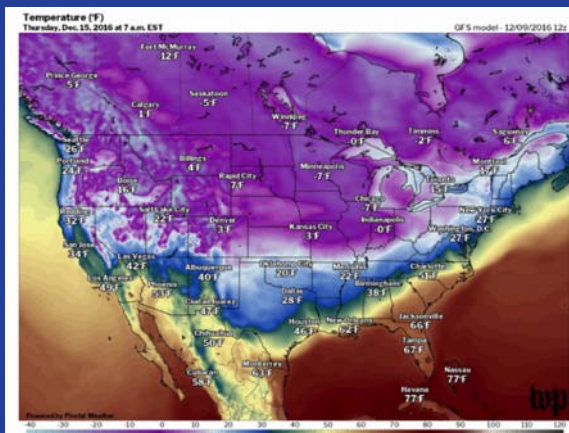 Temperature (°F)
Thursday, Dec. 15, 2016 at 7 a.m. EST
GFS model - 12/09/2016 12z
Fort McMurray
12°F
Prince George
5°F
Saskatoon
-5°F
Calgary
1°F
Winnipeg
-7°F
Thunder Bay
-0°F
Timmins
-2°F
Saguenay
6°F
Seattle
26°F
Portland
24°F
Billings
4°F
Minneapolis
-7°F
Montreal
17°F
Boise
16°F
Rapid City
7°F
Toronto
15°F
Chicago
7°F
Redding
32°F
Salt Lake City
22°F
Denver
3°F
Kansas City
3°F
Indianapolis
0°F
New York City
27°F
Washington, D.C.
27°F
San Jose
34°F
Las Vegas
42°F
Albuquerque
40°F
Oklahoma City
20°F
Memphis
22°F
Charlotte
Los Angeles
49°F
Phoenix
Dallas
28°F
Birmingham
38°F
Ciudad Juarez
47°F
Houston
46°F
New Orleans
62°F
Jacksonville
66°F
Chihuahua
50°F
Tampa
67°F
Monterrey
63°F
Culiacan
58°F
Nassau
77°F
Havana
77°F
wp
Powered by Pivotal Weather
-40 -30 -20 -10 0 10 20 30 40 50 60 70 80 90 100 110 120